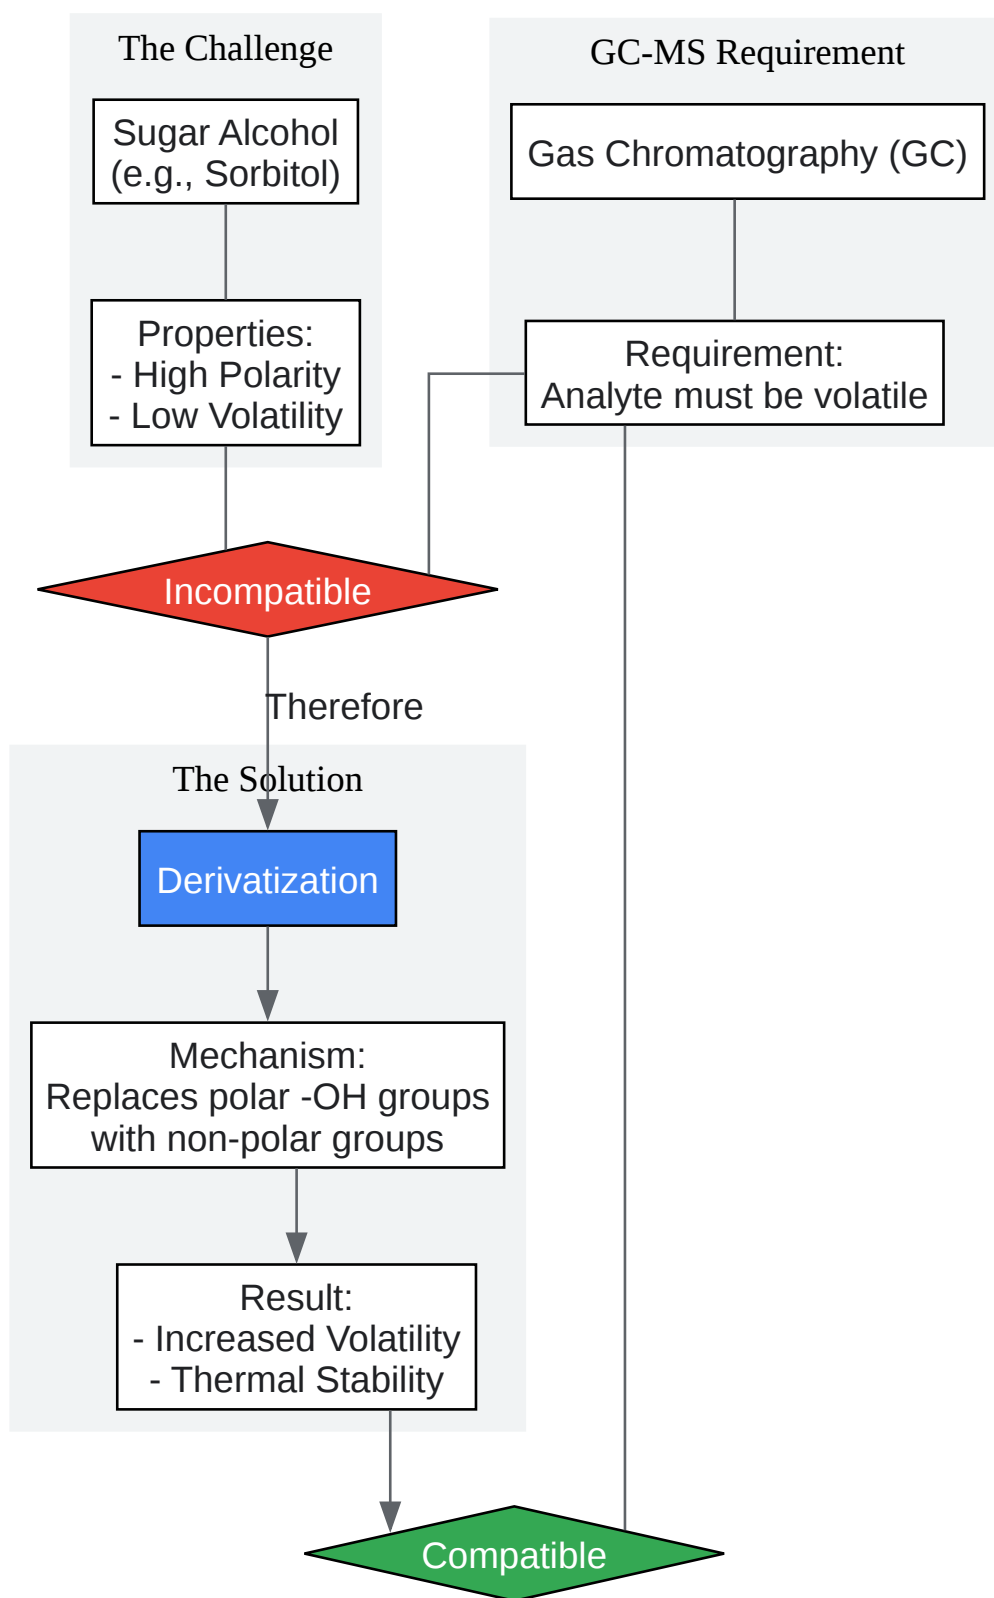 The Challenge
Sugar Alcohol
(e.g., Sorbitol)
Properties:
- High Polarity
- Low Volatility
GC-MS Requirement
Gas Chromatography (GC)
Requirement:
Analyte must be volatile
Incompatible
Therefore
The Solution
Derivatization
Mechanism:
Replaces polar -OH groups
with non-polar groups
Result:
- Increased Volatility
- Thermal Stability
Compatible